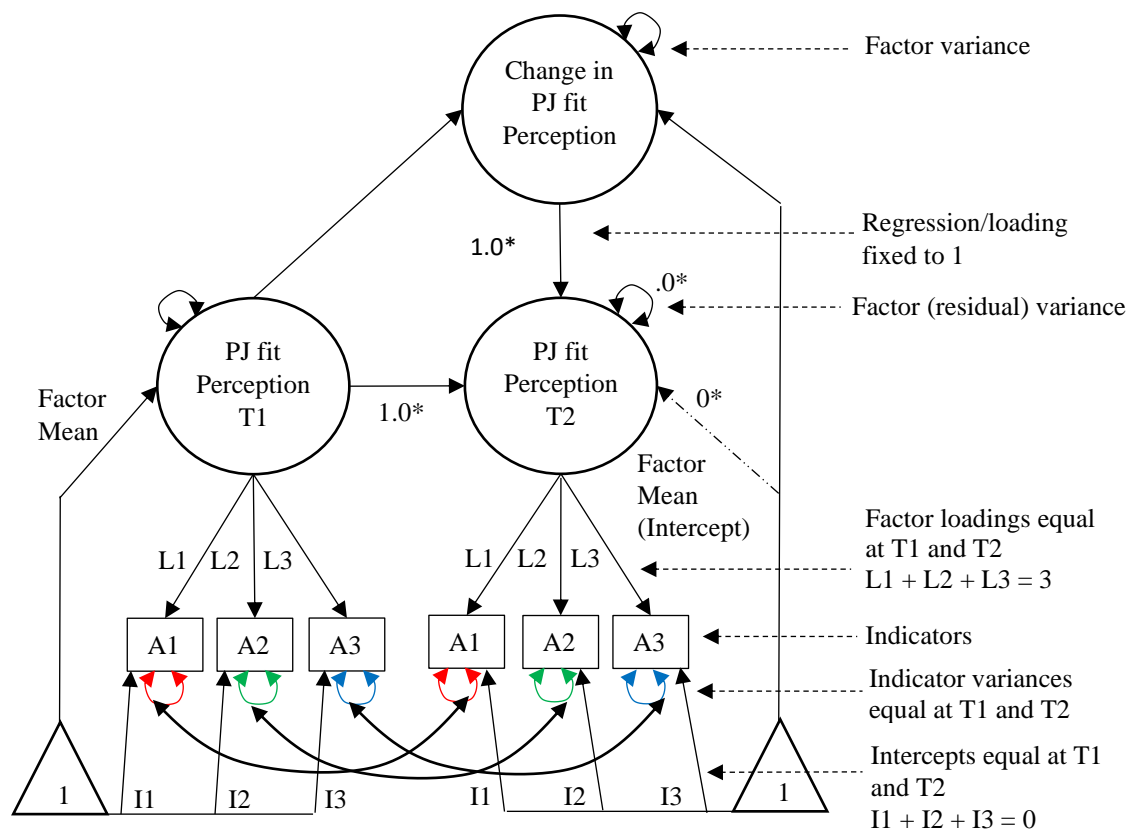 Factor variance
Change in
PJ fit
Perception
Regression/loading
fixed to 1
1.0*
.0*
Factor (residual) variance
PJ fit
Perception
T1
PJ fit
Perception
T2
1.0*
0*
Factor
Mean
Factor
Mean
(Intercept)
L1
L2
L3
L1
L2
L3
Factor loadings equal
at T1 and T2
L1 + L2 + L3 = 3
A1
A2
A3
A1
A2
A3
Indicators
Indicator variances
equal at T1 and T2
Intercepts equal at T1
and T2
I1 + I2 + I3 = 0
1
I1
I2
I3
I1
I2
I3
1